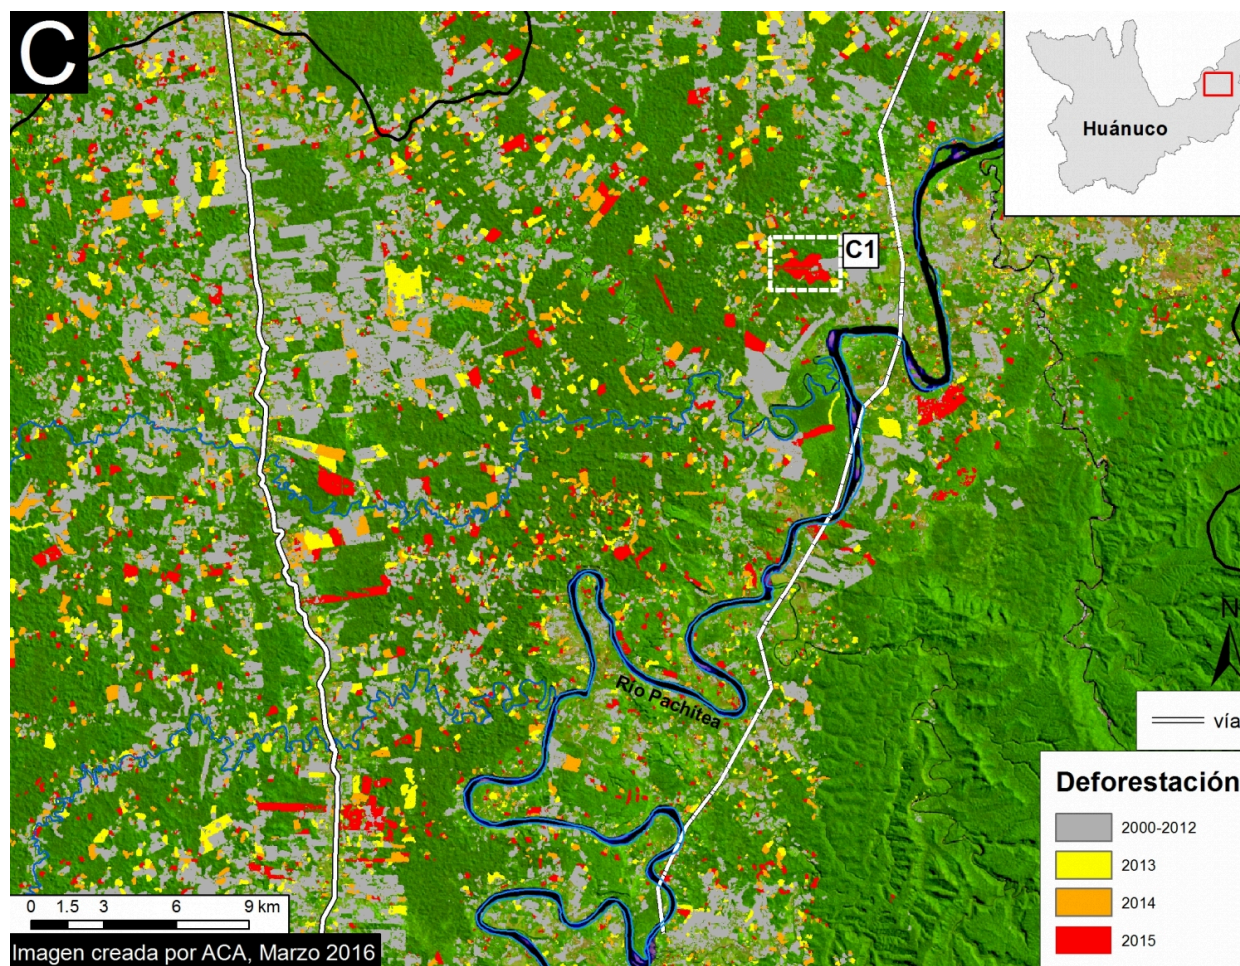 C
Huánuco
C1
Río Pachitea
N
vía
Deforestación
2000-2012
2013
2014
2015
0 1.5 3 6 9 km
Imagen creada por ACA, Marzo 2016